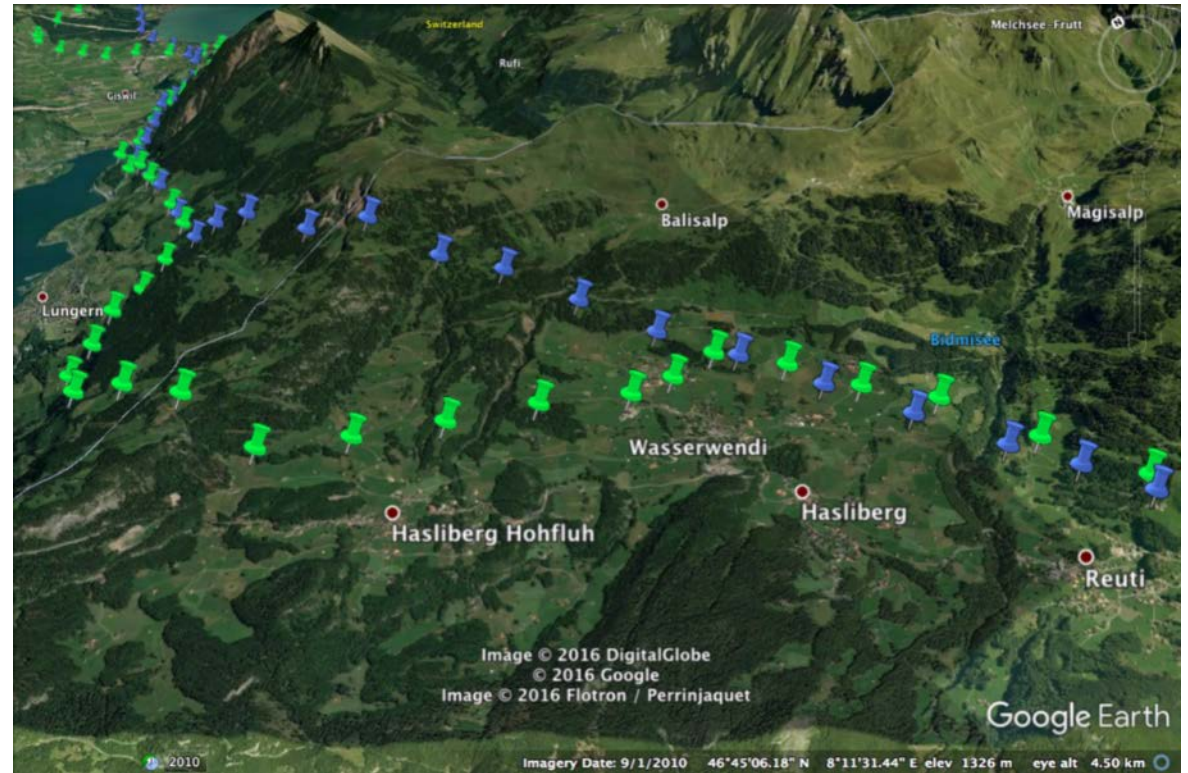 Switzerland
Melchsee-Frutt
Rufi
Giswil
Balisalp
Mägisalp
Lungern
Bidmisee
Wasserwendi
Hasliberg
Hasliberg Hohfluh
Reuti
Image © 2016 DigitalGlobe
© 2016 Google
Image © 2016 Flotron / Perrinjaquet
Google Earth
2010
Imagery Date: 9/1/2010 46°45'06.18" N 8°11'31.44" E elev 1326 m eye alt 4.50 km